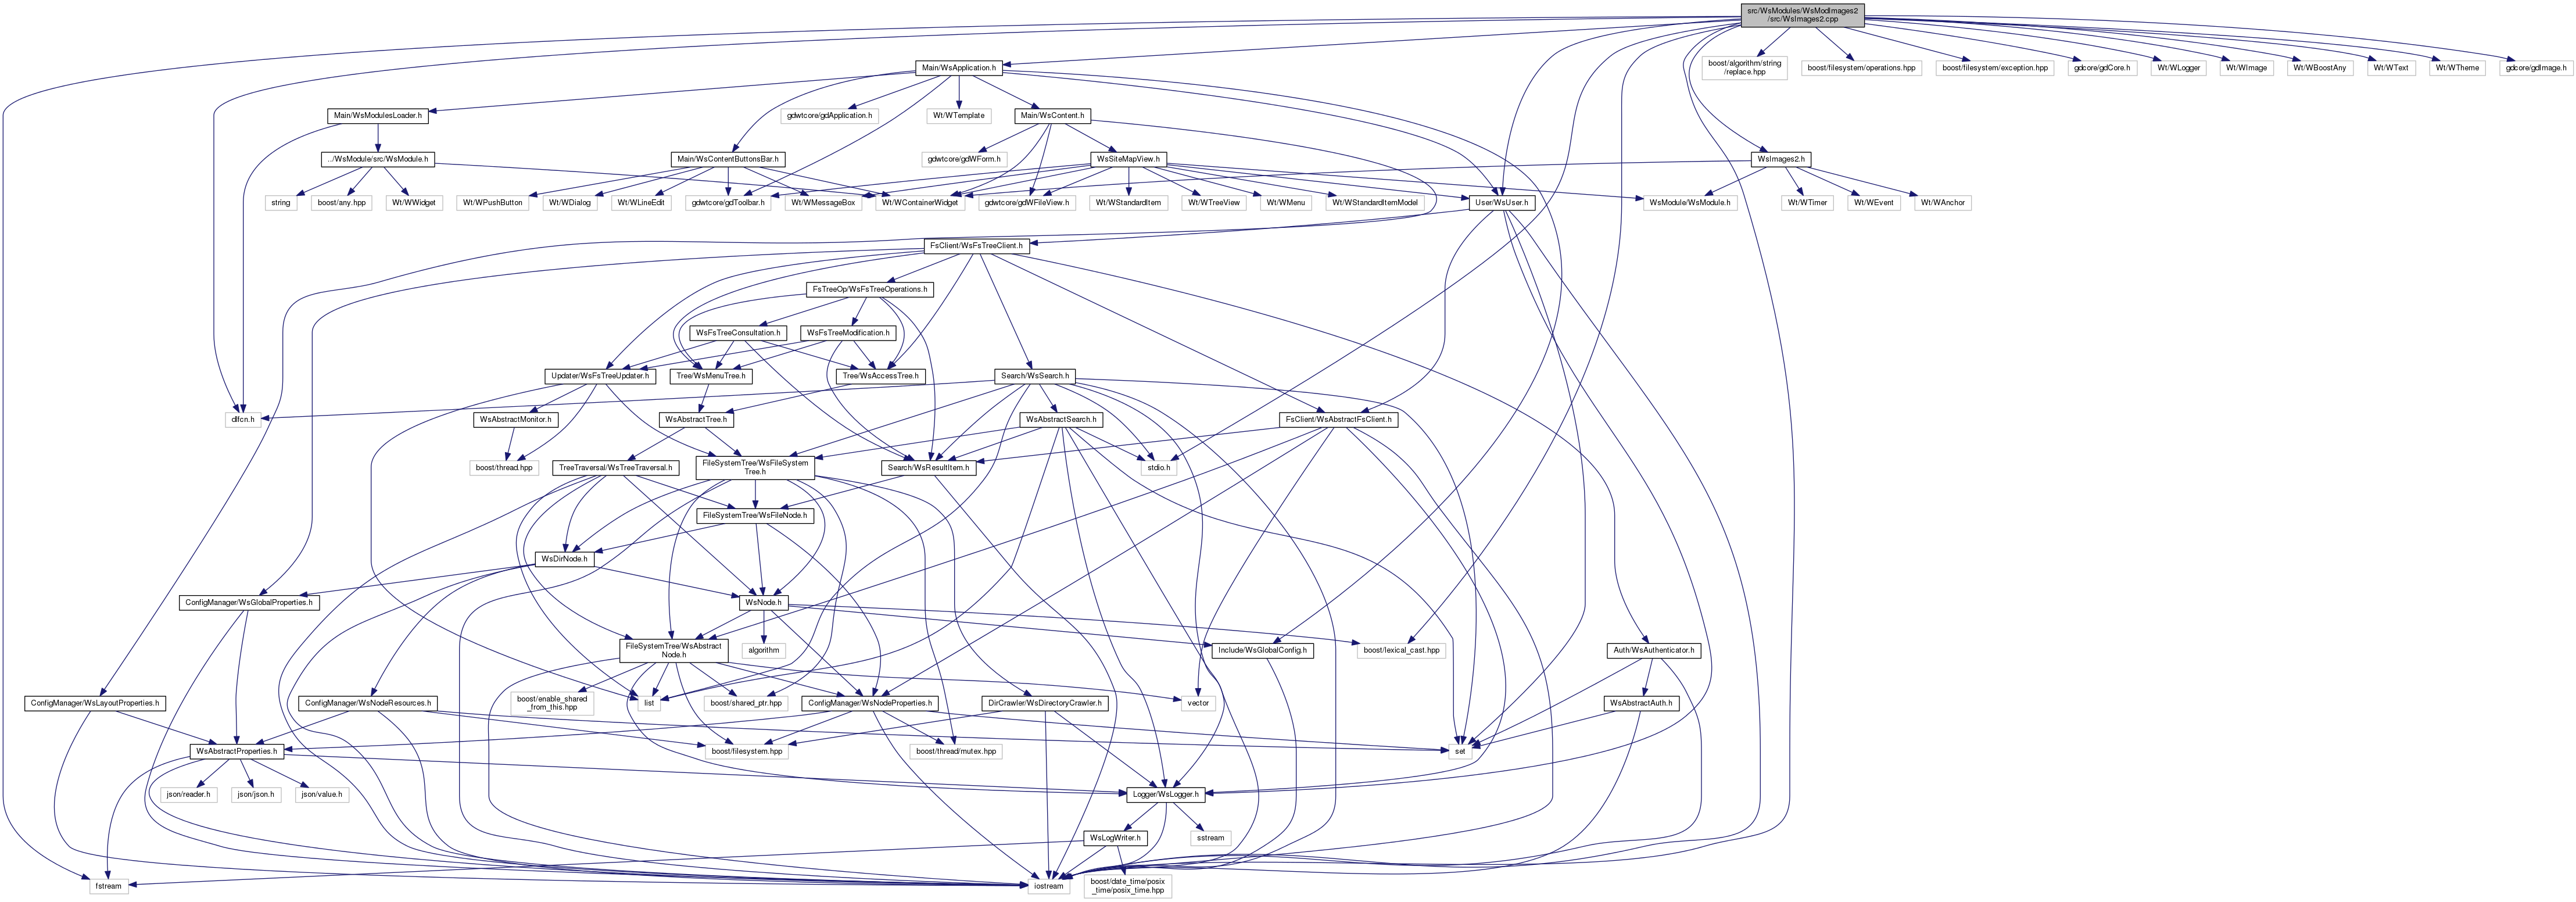 src/WsModules/WsModImages2
/src/WsImages2.cpp
Main/WsApplication.h
boost/algorithm/string
/replace.hpp
boost/filesystem/operations.hpp
boost/filesystem/exception.hpp
gdcore/gdCore.h
Wt/WLogger
Wt/WImage
Wt/WBoostAny
Wt/WText
Wt/WTheme
gdcore/gdImage.h
Main/WsModulesLoader.h
gdwtcore/gdApplication.h
Wt/WTemplate
Main/WsContent.h
../WsModule/src/WsModule.h
Main/WsContentButtonsBar.h
gdwtcore/gdWForm.h
WsSiteMapView.h
WsImages2.h
string
boost/any.hpp
Wt/WWidget
Wt/WPushButton
Wt/WDialog
Wt/WLineEdit
gdwtcore/gdToolbar.h
Wt/WMessageBox
Wt/WContainerWidget
gdwtcore/gdWFileView.h
Wt/WStandardItem
Wt/WTreeView
Wt/WMenu
Wt/WStandardItemModel
User/WsUser.h
WsModule/WsModule.h
Wt/WTimer
Wt/WEvent
Wt/WAnchor
FsClient/WsFsTreeClient.h
FsTreeOp/WsFsTreeOperations.h
WsFsTreeConsultation.h
WsFsTreeModification.h
Updater/WsFsTreeUpdater.h
Tree/WsMenuTree.h
Tree/WsAccessTree.h
Search/WsSearch.h
dlfcn.h
WsAbstractMonitor.h
WsAbstractTree.h
WsAbstractSearch.h
FsClient/WsAbstractFsClient.h
boost/thread.hpp
TreeTraversal/WsTreeTraversal.h
FileSystemTree/WsFileSystem
Tree.h
Search/WsResultItem.h
stdio.h
FileSystemTree/WsFileNode.h
WsDirNode.h
ConfigManager/WsGlobalProperties.h
WsNode.h
FileSystemTree/WsAbstract
Node.h
algorithm
Include/WsGlobalConfig.h
boost/lexical_cast.hpp
Auth/WsAuthenticator.h
ConfigManager/WsLayoutProperties.h
ConfigManager/WsNodeResources.h
boost/enable_shared
_from_this.hpp
list
boost/shared_ptr.hpp
ConfigManager/WsNodeProperties.h
DirCrawler/WsDirectoryCrawler.h
vector
WsAbstractAuth.h
WsAbstractProperties.h
boost/filesystem.hpp
boost/thread/mutex.hpp
set
json/reader.h
json/json.h
json/value.h
Logger/WsLogger.h
WsLogWriter.h
sstream
fstream
iostream
boost/date_time/posix
_time/posix_time.hpp